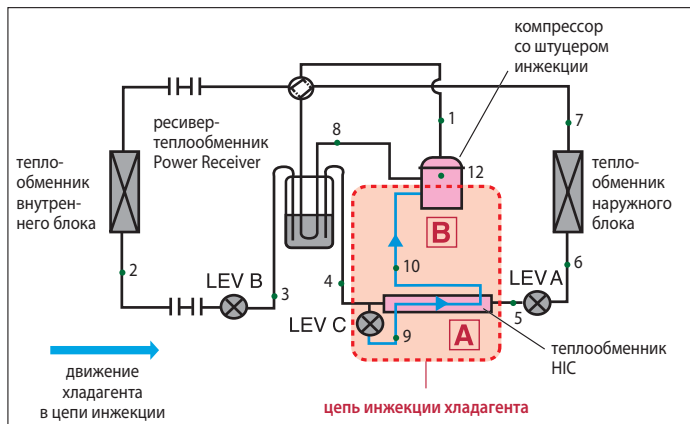 компрессор
со штуцером
инжекции
ресивер-
теплообменник
Power Receiver
8
1
7
12
тепло-
обменник
внутрен-
него блока
тепло-
обменник
наружного
блока
B
2
LEV B
3
4
10
LEV A
6
LEV C
9
A
5
движение
хладагента
в цепи инжекции
теплообменник
HIC
цепь инжекции хладагента